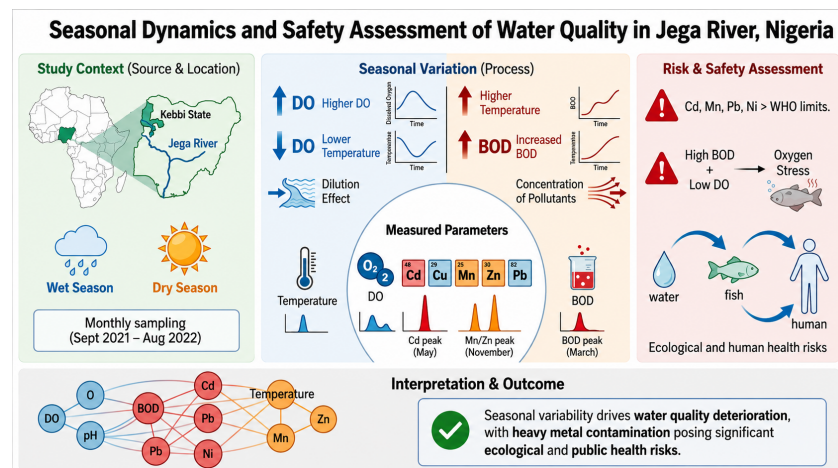 Seasonal Dynamics and Safety Assessment of Water Quality in Jega River, Nigeria
Study Context (Source & Location)
Kebbi State
Jega River
Wet Season
Dry Season
Monthly sampling
(Sept 2021 – Aug 2022)
Seasonal Variation (Process)
DO Higher DO
Dissolved Oxygen
Time
DO Lower
Temperature
Time
Dilution
Effect
Higher
Temperature
BOD
Time
BOD Increased
BOD
Time
Concentration
of Pollutants
Measured Parameters
Temperature
O2 2
DO
48 Cd
29 Cu
25 Mn
30 Zn
82 Pb
Cd peak
(May)
Mn/Zn peak
(November)
BOD
BOD peak
(March)
Risk & Safety Assessment
Cd, Mn, Pb, Ni > WHO limits.
High BOD
+
Low DO
Oxygen
Stress
water
fish
human
Ecological and human health risks
Interpretation & Outcome
DO
O
pH
BOD
Pb
Cd
Pb
Ni
Temperature
Mn
Zn
Seasonal variability drives water quality deterioration,
with heavy metal contamination posing significant
ecological and public health risks.